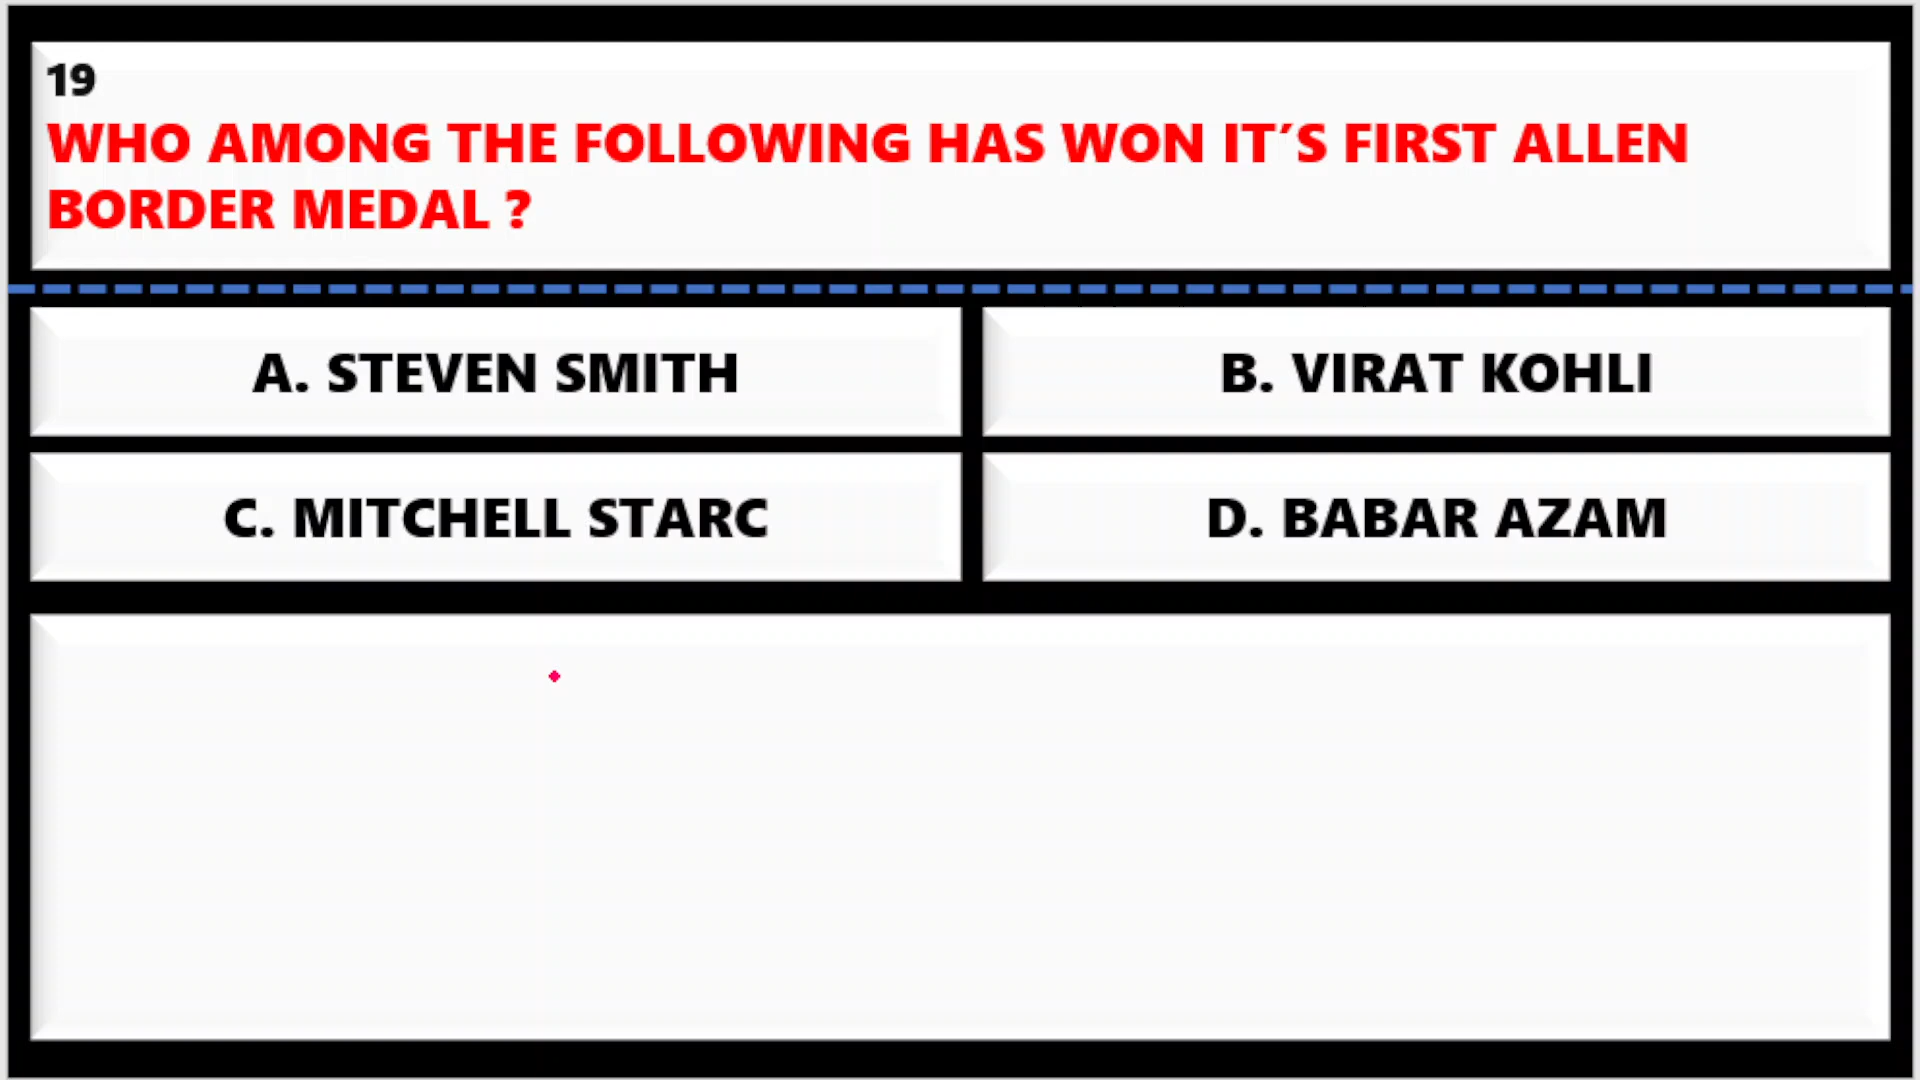 19
WHO AMONG THE FOLLOWING HAS WON IT´S FIRST ALLEN
BORDER MEDAL ?
A. STEVEN SMITH
B. VIRAT KOHLI
C. MITCHELL STARC
D. BABAR AZAM